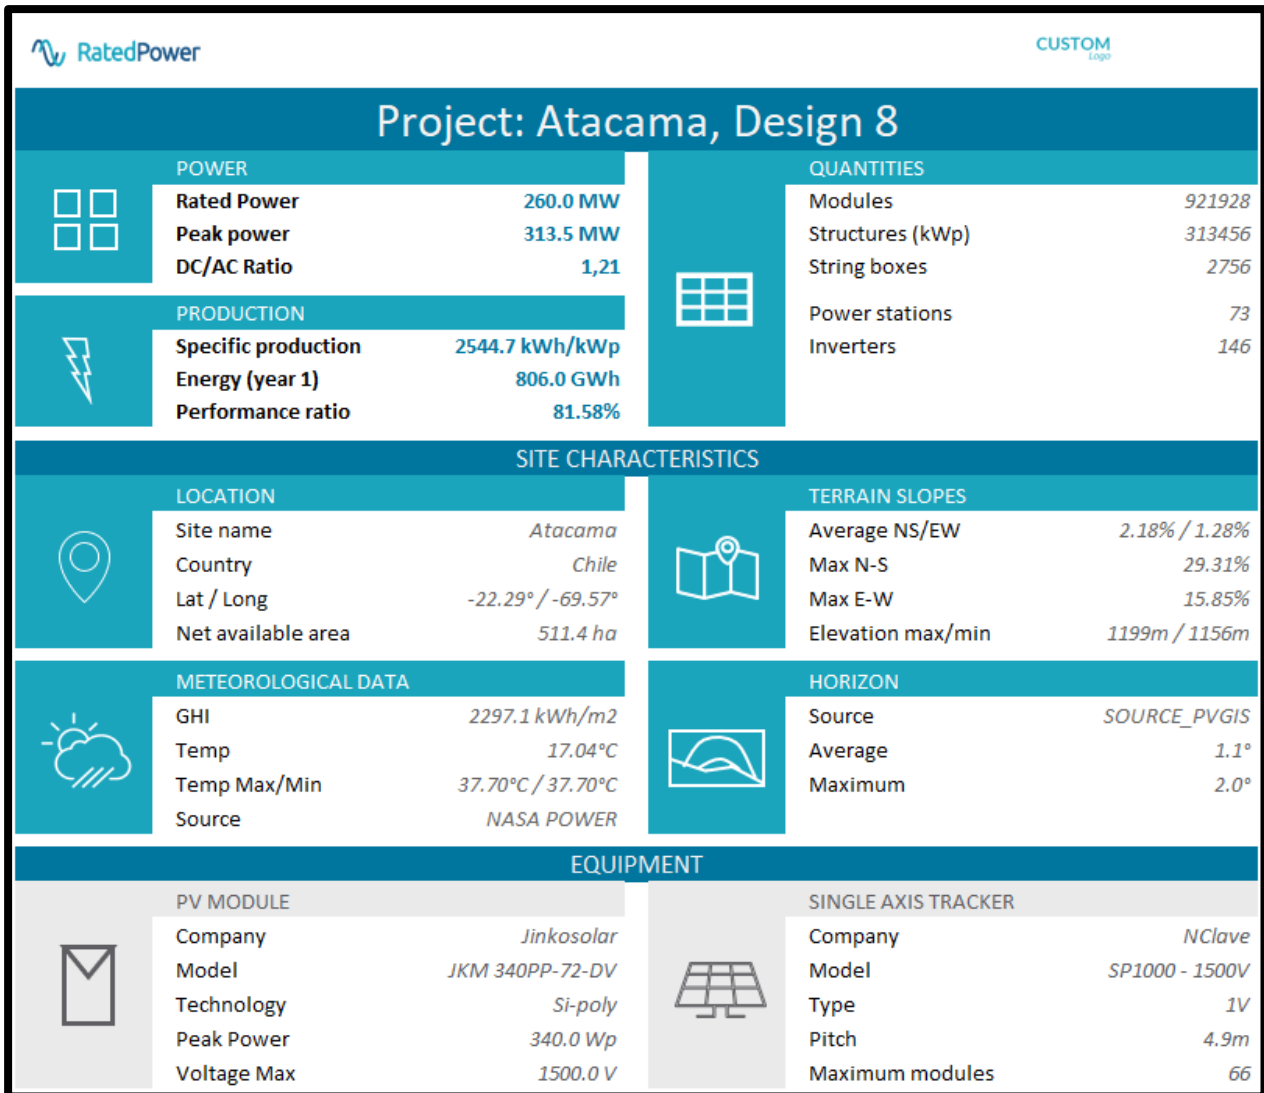 RatedPower
CUSTOM
Logo
Project: Atacama, Design 8
POWER
Rated Power 260.0 MW
Peak power 313.5 MW
DC/AC Ratio 1,21
PRODUCTION
Specific production 2544.7 kWh/kWp
Energy (year 1) 806.0 GWh
Performance ratio 81.58%
QUANTITIES
Modules 921928
Structures (kWp) 313456
String boxes 2756
Power stations 73
Inverters 146
SITE CHARACTERISTICS
LOCATION
Site name Atacama
Country Chile
Lat / Long -22.29° / -69.57°
Net available area 511.4 ha
TERRAIN SLOPES
Average NS/EW 2.18% / 1.28%
Max N-S 29.31%
Max E-W 15.85%
Elevation max/min 1199m / 1156m
METEOROLOGICAL DATA
GHI 2297.1 kWh/m2
Temp 17.04°C
Temp Max/Min 37.70°C / 37.70°C
Source NASA POWER
HORIZON
Source SOURCE_PVGIS
Average 1.1°
Maximum 2.0°
EQUIPMENT
PV MODULE
Company Jinkosolar
Model JKM 340PP-72-DV
Technology Si-poly
Peak Power 340.0 Wp
Voltage Max 1500.0 V
SINGLE AXIS TRACKER
Company NClave
Model SP1000 - 1500V
Type 1V
Pitch 4.9m
Maximum modules 66